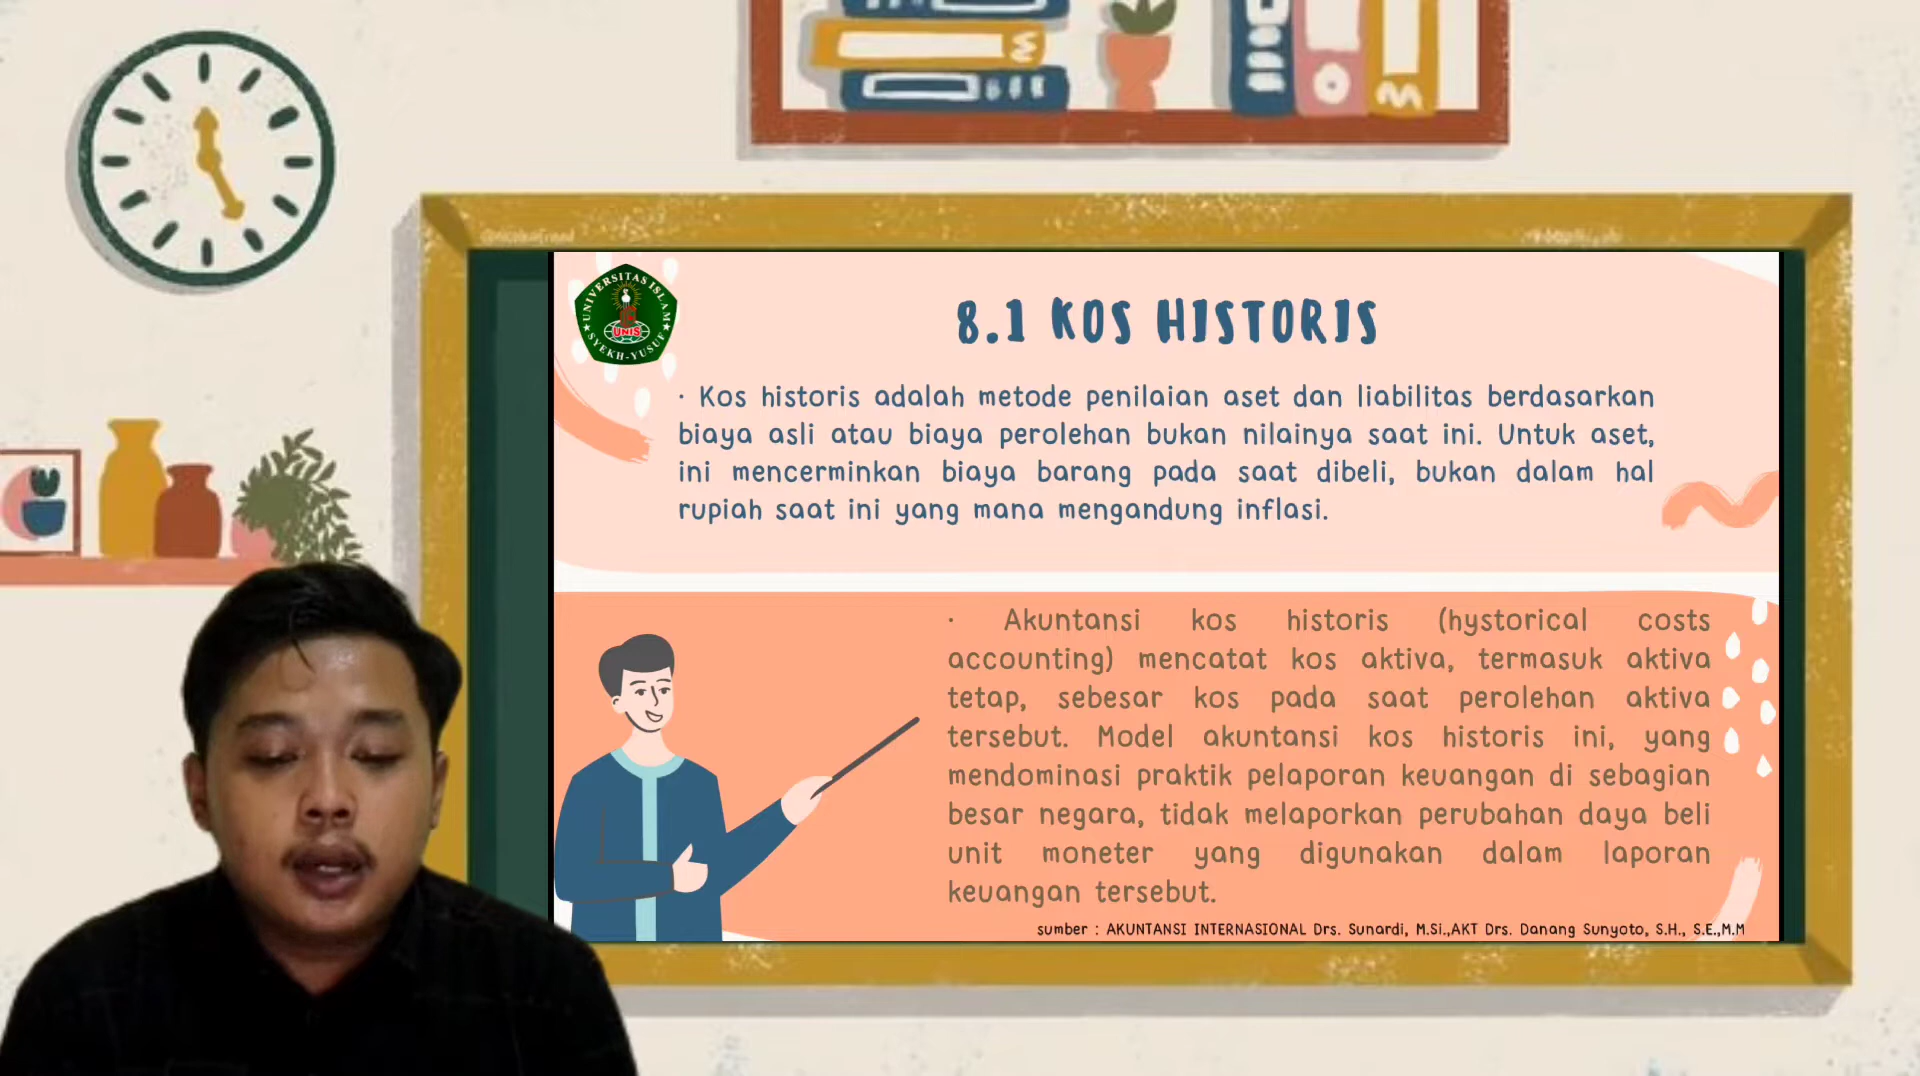 UNIVERSITAS ISLAM
UNIS
SYEKH-YUSUF
8.1 KOS HISTORIS
· Kos historis adalah metode penilaian aset dan liabilitas berdasarkan
biaya asli atau biaya perolehan bukan nilainya saat ini. Untuk aset,
ini mencerminkan biaya barang pada saat dibeli, bukan dalam hal
rupiah saat ini yang mana mengandung inflasi.
· Akuntansi kos historis (hystorical costs
accounting) mencatat kos aktiva, termasuk aktiva
tetap, sebesar kos pada saat perolehan aktiva
tersebut. Model akuntansi kos historis ini, yang
mendominasi praktik pelaporan keuangan di sebagian
besar negara, tidak melaporkan perubahan daya beli
unit moneter yang digunakan dalam laporan
keuangan tersebut.
sumber : AKUNTANSI INTERNASIONAL Drs. Sunardi, M.Si.,AKT Drs. Danang Sunyoto, S.H., S.E.,M.M